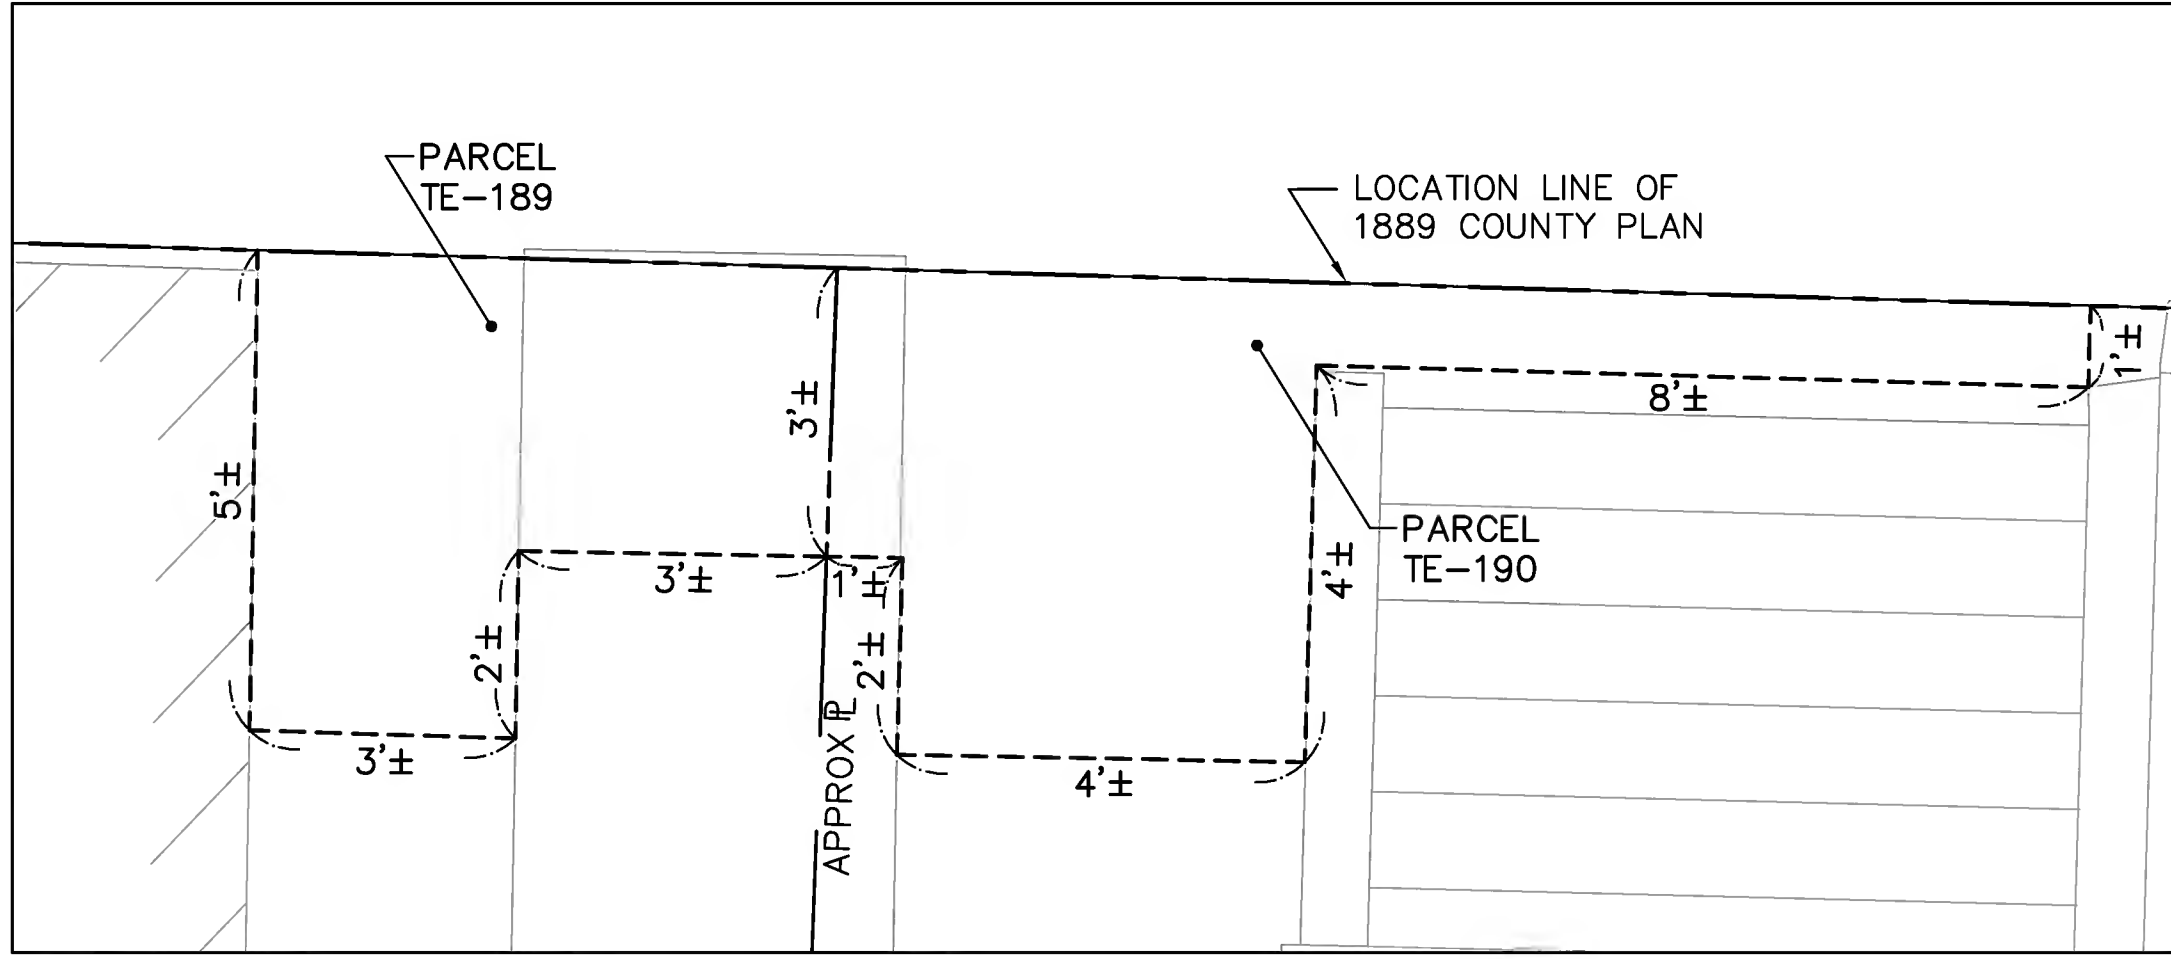 PARCEL
TE-189
LOCATION LINE OF
1889 COUNTY PLAN
1'±
3'±
8'±
5'±
PARCEL
TE-190
4'±
3'±
1'±
2'±
2'±
APPROX ⅊
3'±
4'±